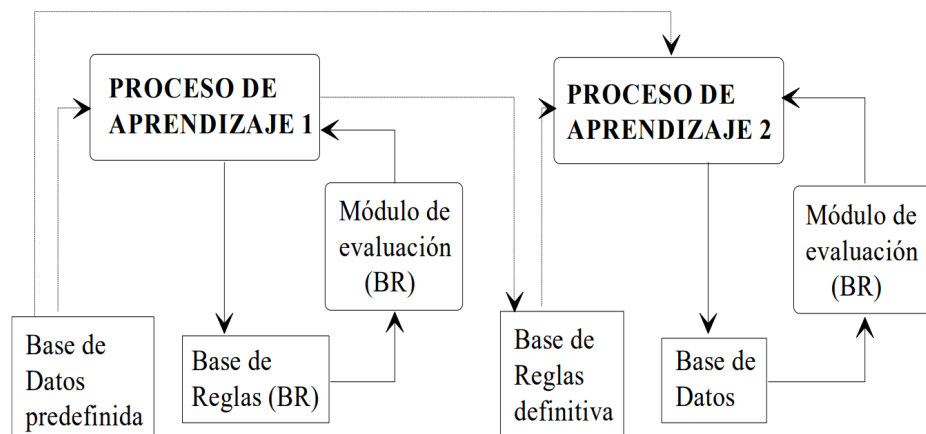 PROCESO DE
APRENDIZAJE 1
PROCESO DE
APRENDIZAJE 2
Módulo de
evaluación
(BR)
Módulo de
evaluación
(BR)
Base de
Datos
predefinida
Base de
Reglas (BR)
Base de
Reglas
definitiva
Base de
Datos